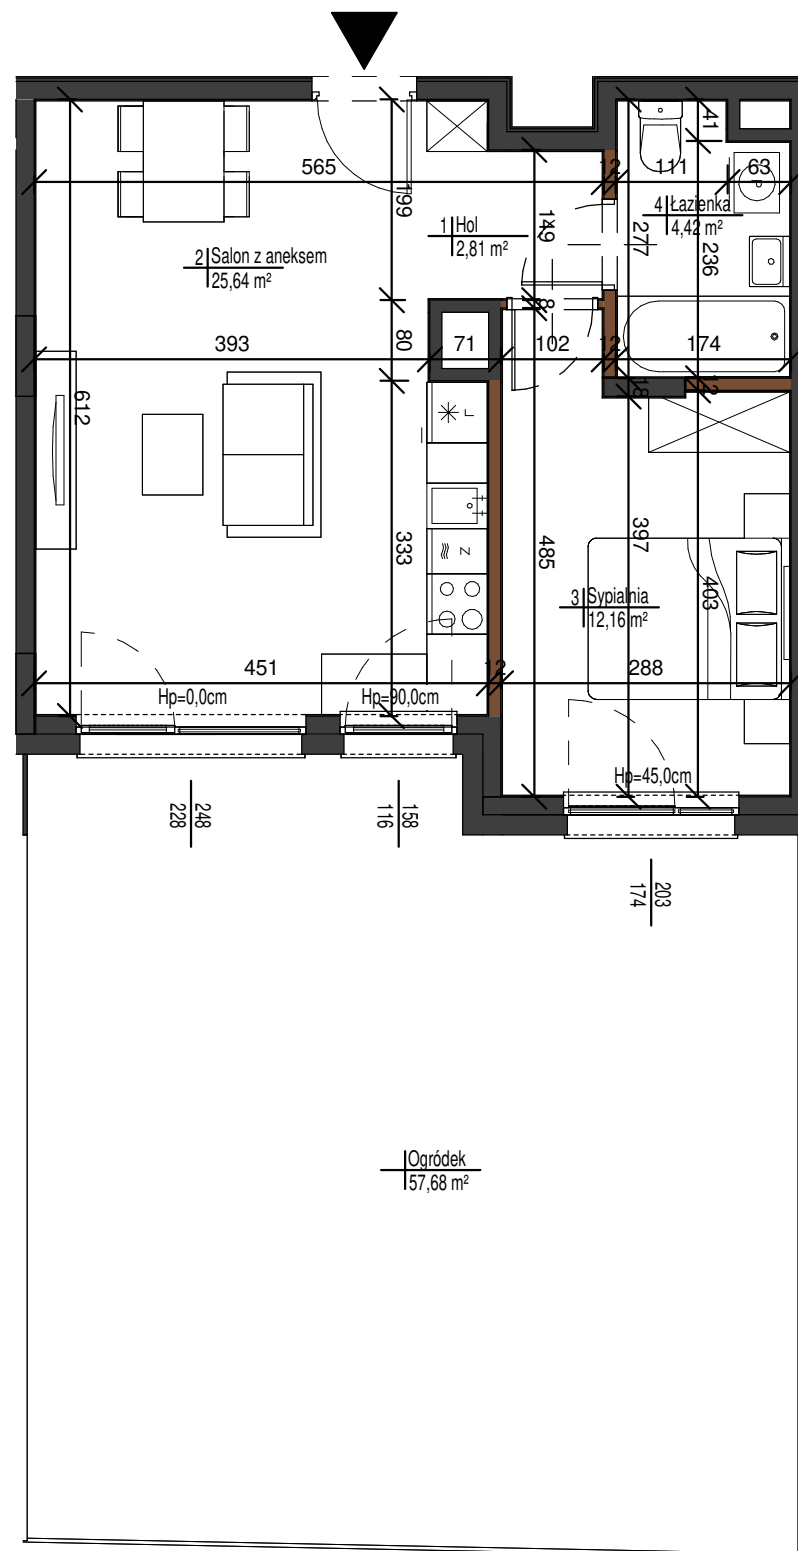 41
565
12
111
63
199
149
1 Hol
2,81 m²
4 Łazienka
4,42 m²
277
236
2 Salon z aneksem
25,64 m²
8
393
80
71
102
12
174
18
12
612
L
333
485
397
403
Z
3 Sypialnia
12,16 m²
451
12
288
Hp=0,0cm
Hp=90,0cm
Hp=45,0cm
P
248
228
158
116
203
174
Ogródek
57,68 m²